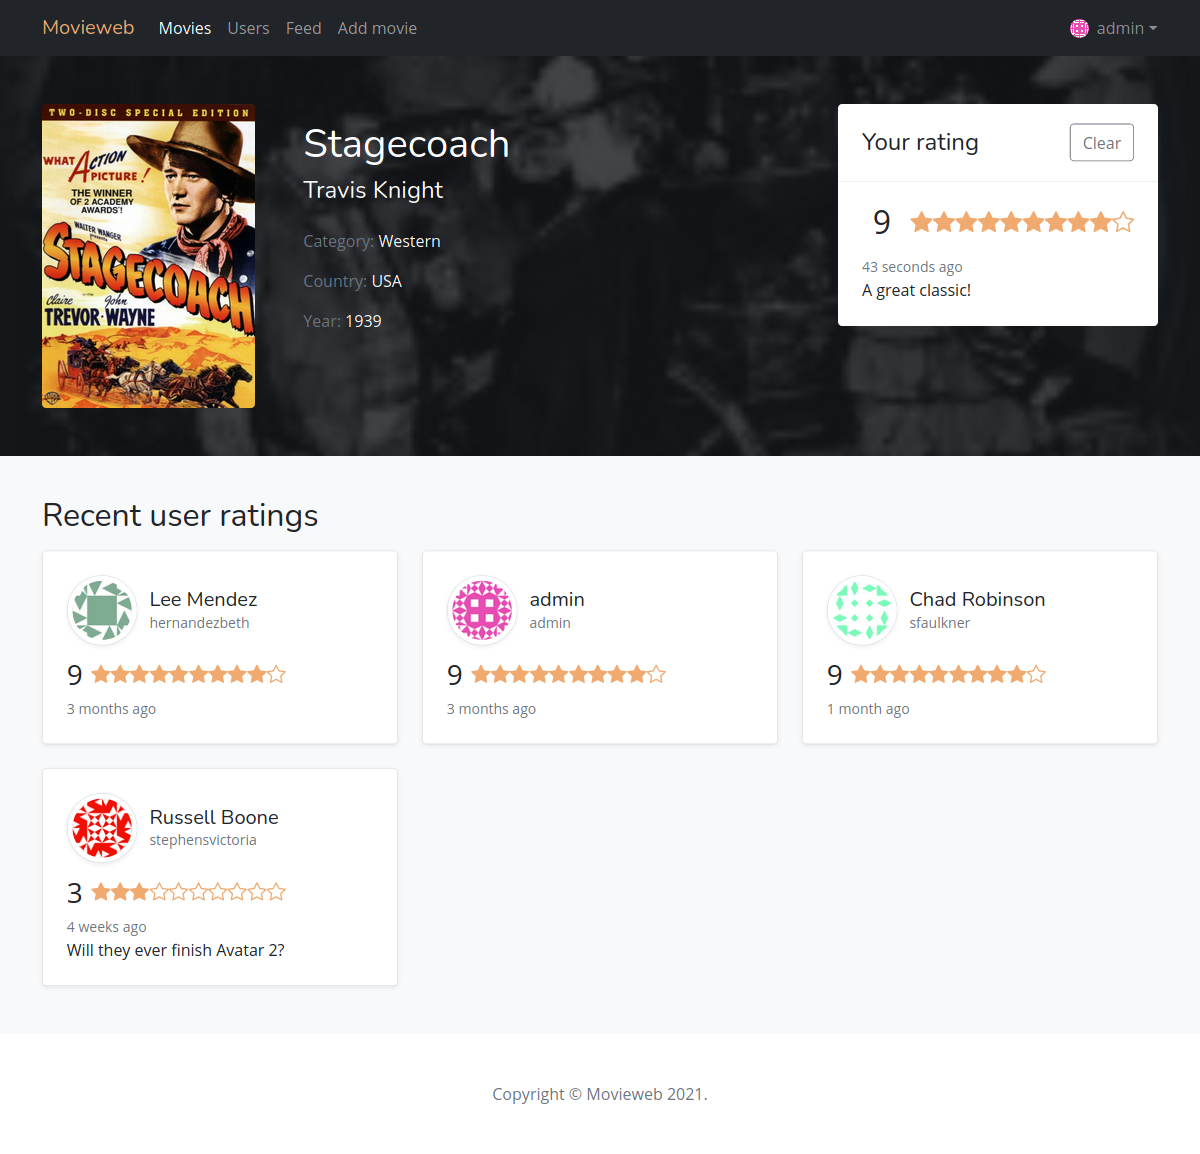 Movieweb Movies Users Feed Add movie admin
TWO-DISC SPECIAL EDITION
WHAT ACTION
PICTURE!
THE WINNER
OF 2 ACADEMY
AWARDS!
WALTER WANGER
presents
STAGECOACH
Claire John
TREVOR·WAYNE
Stagecoach
Travis Knight
Category: Western
Country: USA
Year: 1939
Your rating
Clear
9
43 seconds ago
A great classic!
Recent user ratings
Lee Mendez
hernandezbeth
9
3 months ago
admin
admin
9
3 months ago
Chad Robinson
sfaulkner
9
1 month ago
Russell Boone
stephensvictoria
3
4 weeks ago
Will they ever finish Avatar 2?
Copyright © Movieweb 2021.